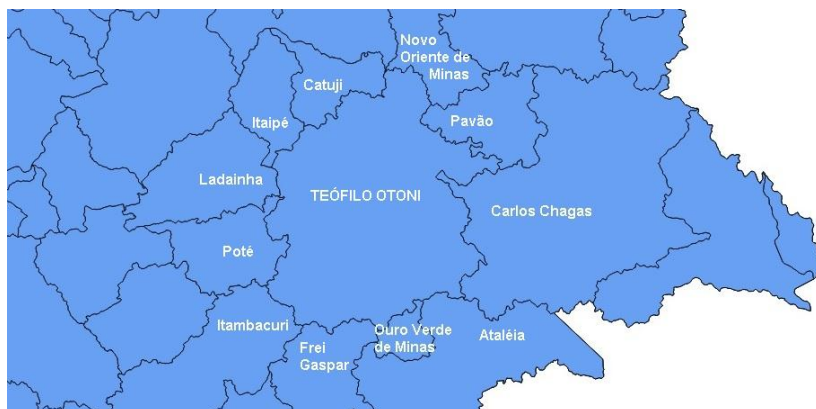 Novo
Oriente de
Minas
Catuji
Itaipé
Pavão
Ladainha
TEÓFILO OTONI
Carlos Chagas
Poté
Itambacuri
Ouro Verde
de Minas
Ataléia
Frei
Gaspar